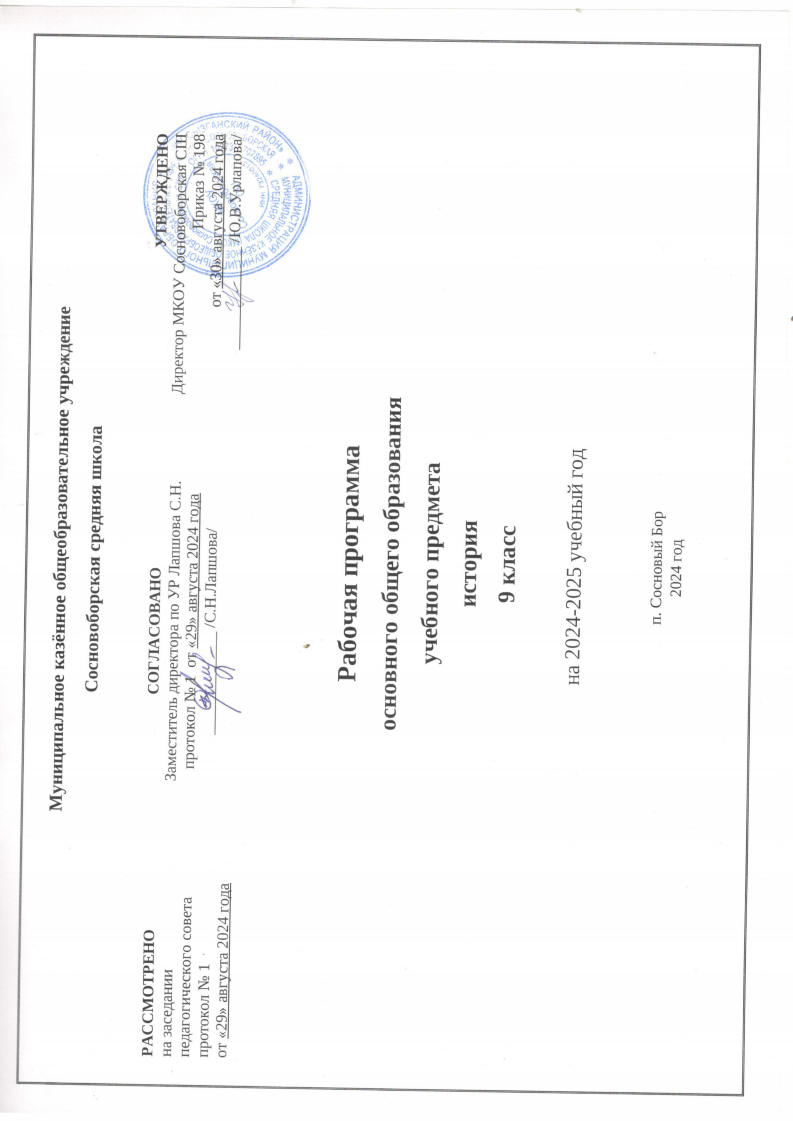 Муниципальное казённое общеобразовательное учреждение
Сосновоборская средняя школа
РАССМОТРЕНО
на заседании
педагогического совета
протокол № 1
от «29» августа 2024 года
СОГЛАСОВАНО
Заместитель директора по УР Лапшова С.Н.
протокол № 1 от «29» августа 2024 года
/С.Н.Лапшова/
УТВЕРЖДЕНО
Директор МКОУ Сосновоборская СШ
Приказ № 198
от «30» августа 2024 года
/Ю.В.Урлапова/
Рабочая программа
основного общего образования
учебного предмета
история
9 класс
на 2024-2025 учебный год
п. Сосновый Бор
2024 год